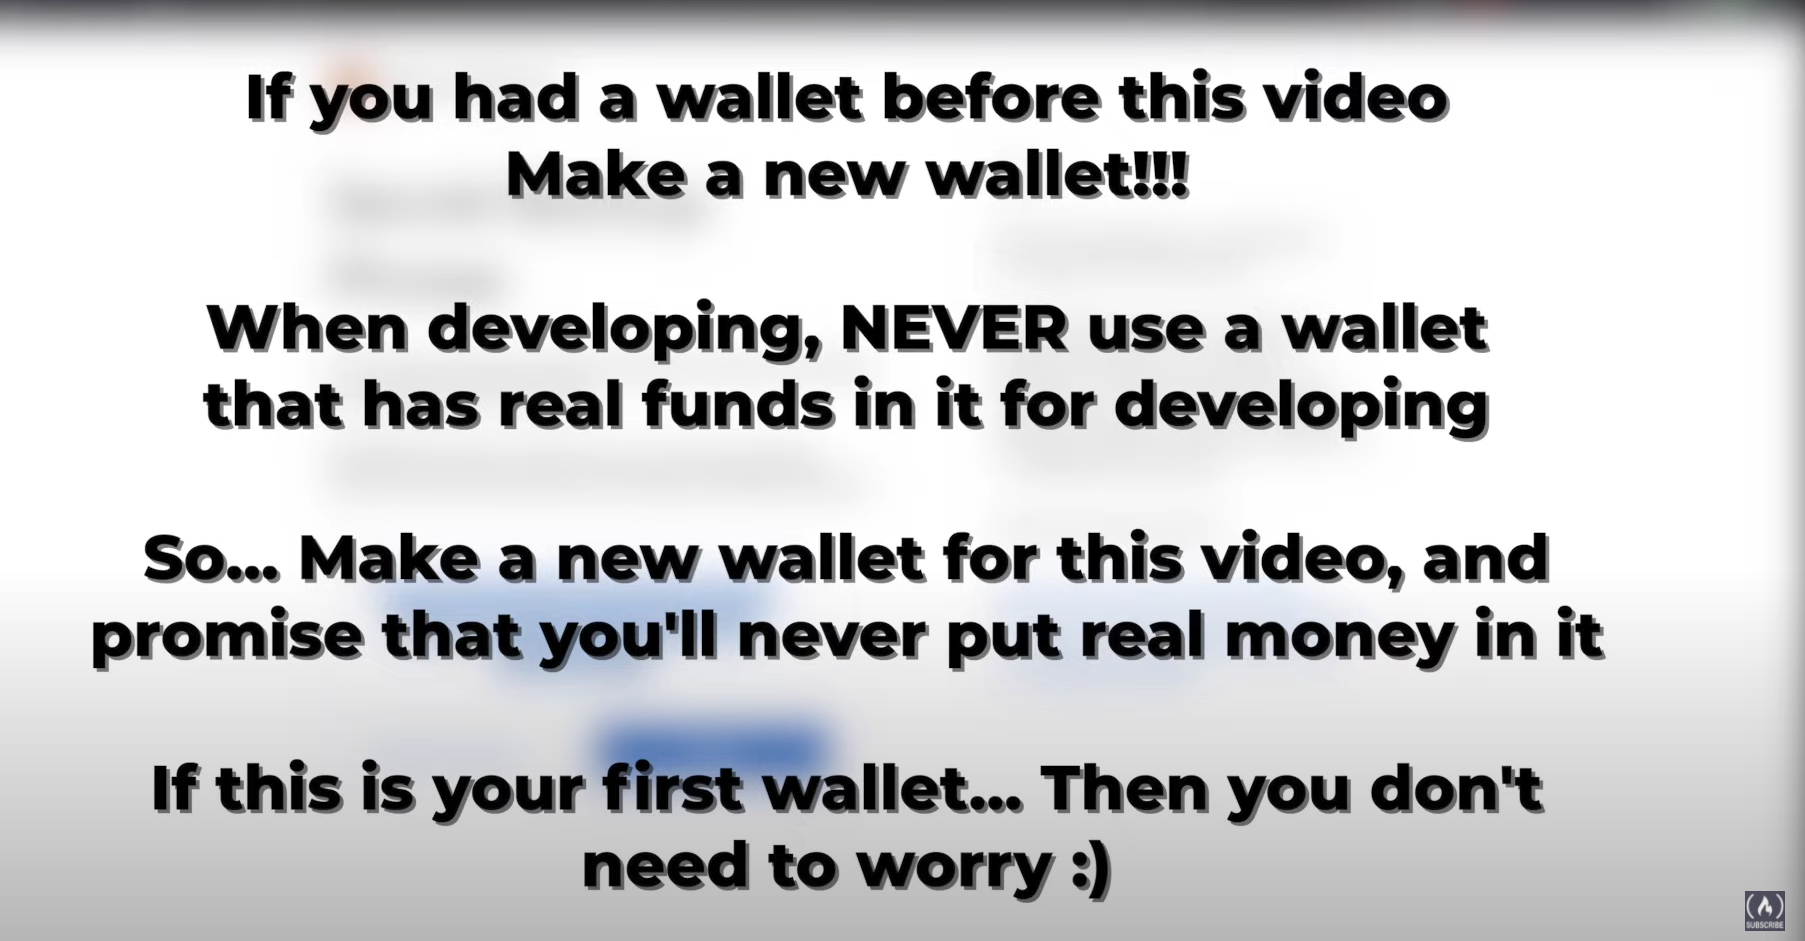 If you had a wallet before this video
Make a new wallet!!!
When developing, NEVER use a wallet
that has real funds in it for developing
So... Make a new wallet for this video, and
promise that you'll never put real money in it
If this is your first wallet... Then you don't
need to worry :)
SUBSCRIBE